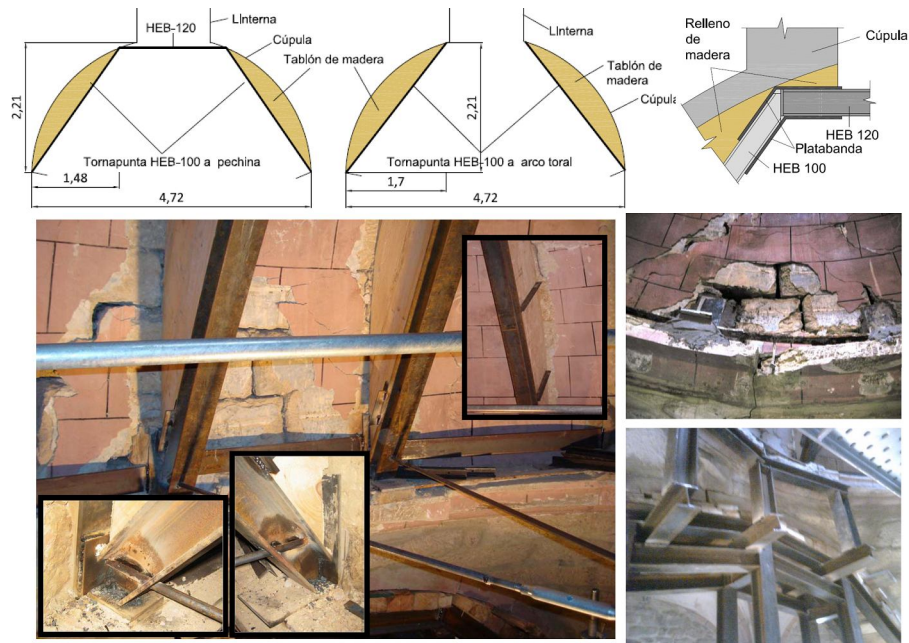 HEB-120
LInterna
Cúpula
Tablón de madera
2,21
Tornapunta HEB-100 a pechina
1,48
4,72
LInterna
Tablón de
madera
Cúpula
2,21
Tornapunta HEB-100 a arco toral
1,7
4,72
Relleno
de
madera
Cúpula
HEB 120
Platabanda
HEB 100